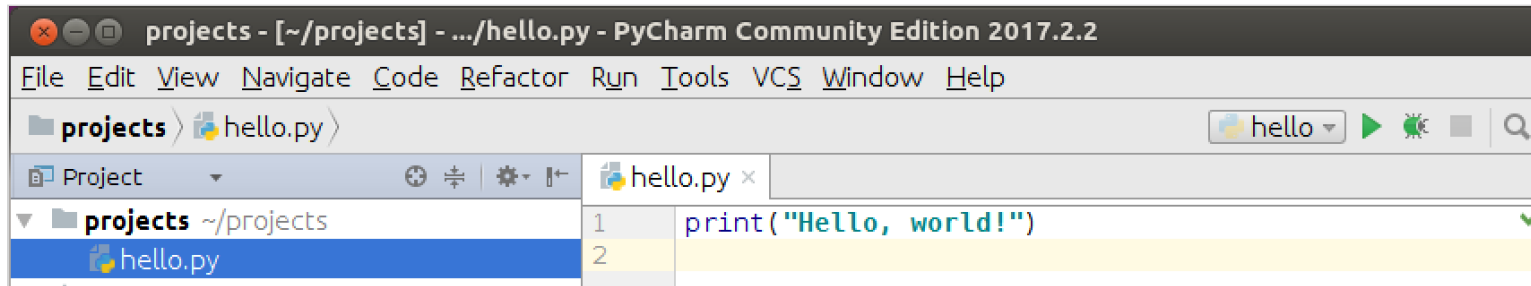 projects - [~/projects] - .../hello.py - PyCharm Community Edition 2017.2.2
File Edit View Navigate Code Refactor Run Tools VCS Window Help
projects hello.py hello
Project hello.py
projects ~/projects
1 print("Hello, world!")
hello.py
2